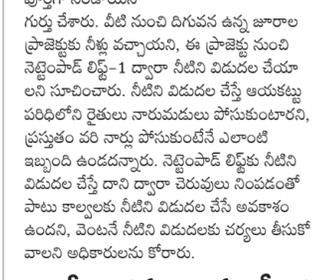 గుర్తు చేశారు. వీటి నుంచి దిగువన ఉన్న జూరాల
ప్రాజెక్టుకు నీళ్లు వచ్చాయని, ఈ ప్రాజెక్టు నుంచి
నెట్టెంపాడ్ లిఫ్ట్-1 ద్వారా నీటిని విడుదల చేయా
లని సూచించారు. నీటిని విడుదల చేస్తే ఆయకట్టు
పరిధిలోని రైతులు నారుమడులు పోసుకుంటారని,
ప్రస్తుతం వరి నార్లు పోసుకుంటేనే ఎలాంటి
ఇబ్బంది ఉండదన్నారు. నెట్టెంపాడ్ లిఫ్ట్‌కు నీటిని
విడుదల చేస్తే దాని ద్వారా చెరువులు నింపడంతో
పాటు కాల్వలకు నీటిని విడుదల చేసే అవకాశం
ఉందని, వెంటనే నీటిని విడుదలకు చర్యలు తీసుకో
వాలని అధికారులను కోరారు.